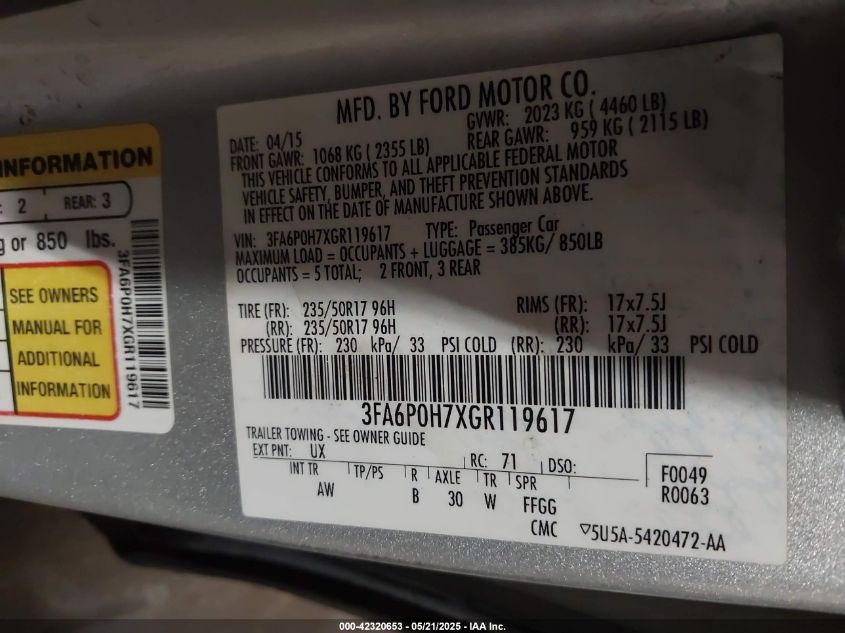 INFORMATION
2 REAR: 3
or 850 lbs.
SEE OWNERS
MANUAL FOR
ADDITIONAL
INFORMATION
3FA6P0H7XGR119617
MFD. BY FORD MOTOR CO.
DATE: 04/15 GVWR: 2023 KG ( 4460 LB)
FRONT GAWR: 1068 KG ( 2355 LB) REAR GAWR: 959 KG ( 2115 LB)
THIS VEHICLE CONFORMS TO ALL APPLICABLE FEDERAL MOTOR
VEHICLE SAFETY, BUMPER, AND THEFT PREVENTION STANDARDS
IN EFFECT ON THE DATE OF MANUFACTURE SHOWN ABOVE.
VIN: 3FA6P0H7XGR119617 TYPE: Passenger Car
MAXIMUM LOAD = OCCUPANTS + LUGGAGE = 385KG/ 850LB
OCCUPANTS = 5 TOTAL; 2 FRONT, 3 REAR
TIRE (FR): 235/50R17 96H RIMS (FR): 17x7.5J
(RR): 235/50R17 96H (RR): 17x7.5J
PRESSURE (FR): 230 kPa/ 33 PSI COLD (RR): 230 kPa/ 33 PSI COLD
3FA6P0H7XGR119617
TRAILER TOWING - SEE OWNER GUIDE
EXT PNT: UX RC: 71 DSO: F0049
INT TR TP/PS R AXLE TR SPR R0063
AW B 30 W FFGG
CMC 5U5A-5420472-AA
000-42320653 — 05/21/2025 — IAA Inc.